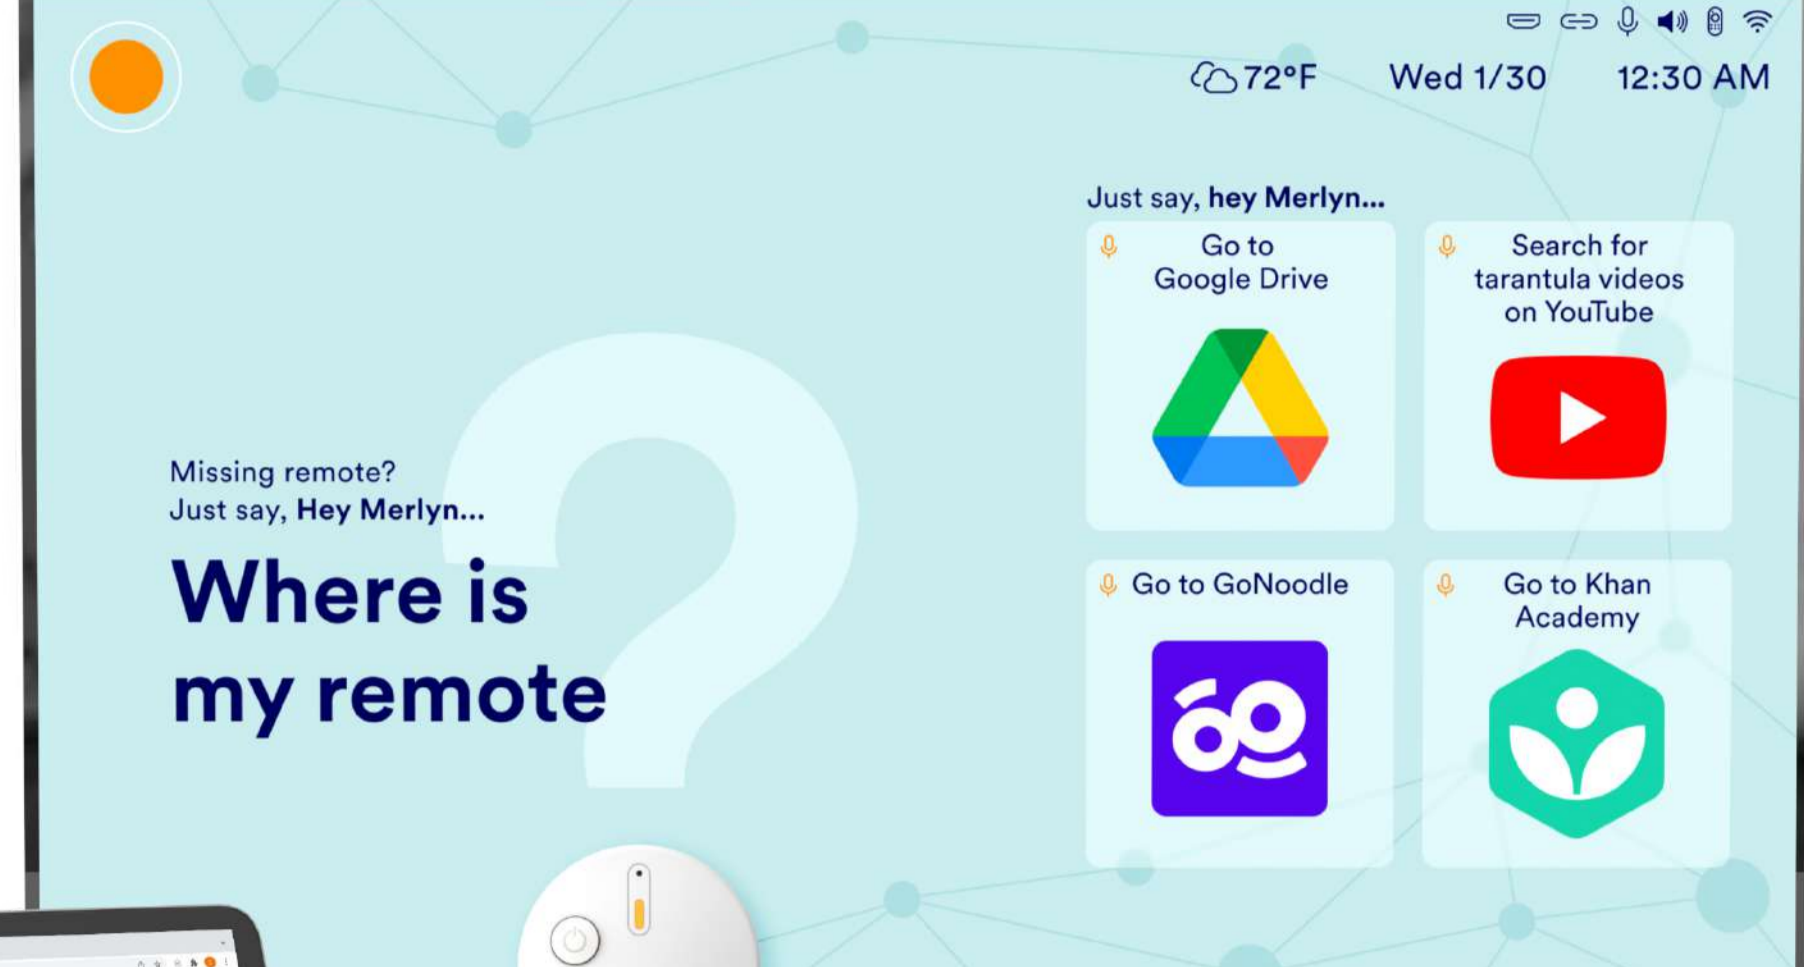 72°F Wed 1/30 12:30 AM
Just say, hey Merlyn...
Go to
Google Drive
Search for
tarantula videos
on YouTube
Missing remote?
Just say, Hey Merlyn...
Where is
my remote
?
Go to GoNoodle
Go to Khan
Academy